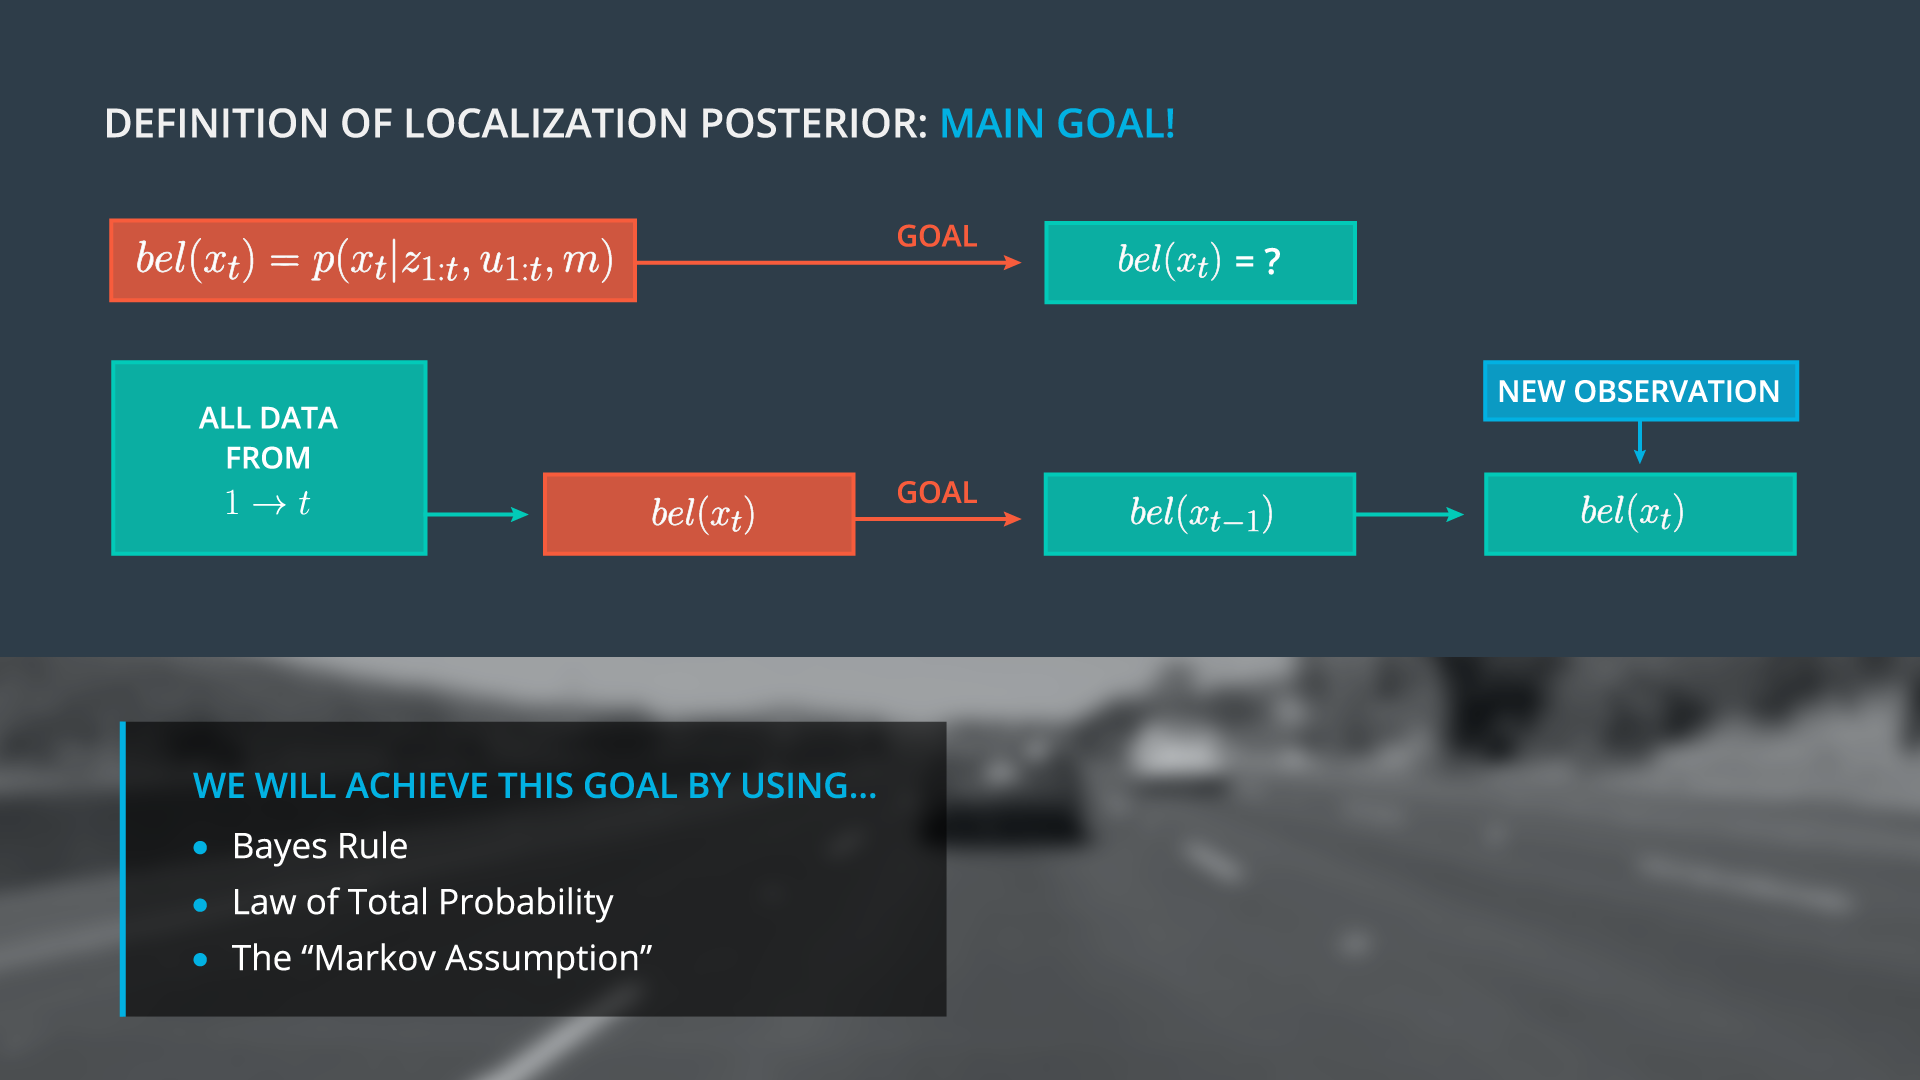 DEFINITION OF LOCALIZATION POSTERIOR: MAIN GOAL!
bel(x_t) = p(x_t|z_{1:t}, u_{1:t}, m)
GOAL
bel(x_t) = ?
ALL DATA
FROM
1 → t
bel(x_t)
GOAL
bel(x_{t−1})
NEW OBSERVATION
bel(x_t)
WE WILL ACHIEVE THIS GOAL BY USING...
• Bayes Rule
• Law of Total Probability
• The “Markov Assumption”